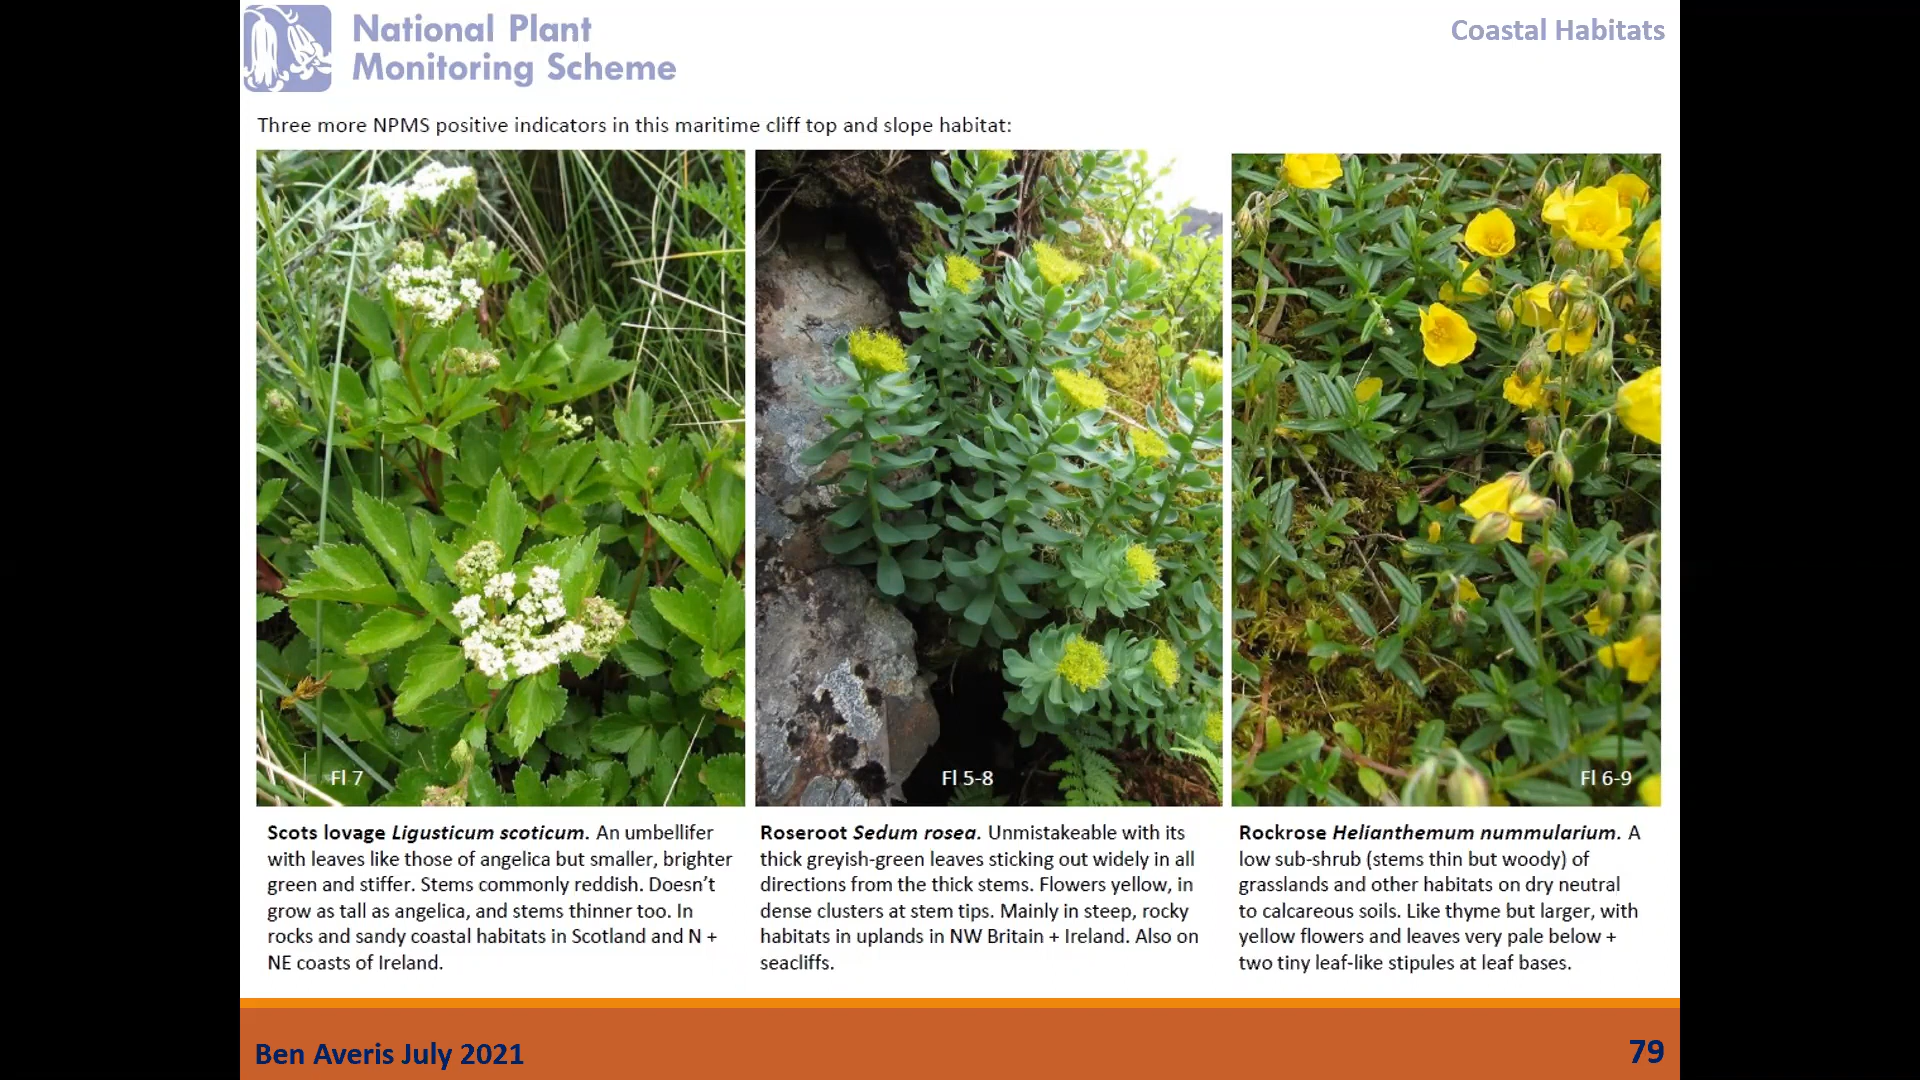 National Plant
Monitoring Scheme
Coastal Habitats
Three more NPMS positive indicators in this maritime cliff top and slope habitat:
Fl 7
Fl 5-8
Fl 6-9
Scots lovage Ligusticum scoticum. An umbellifer
with leaves like those of angelica but smaller, brighter
green and stiffer. Stems commonly reddish. Doesn’t
grow as tall as angelica, and stems thinner too. In
rocks and sandy coastal habitats in Scotland and N +
NE coasts of Ireland.
Roseroot Sedum rosea. Unmistakeable with its
thick greyish-green leaves sticking out widely in all
directions from the thick stems. Flowers yellow, in
dense clusters at stem tips. Mainly in steep, rocky
habitats in uplands in NW Britain + Ireland. Also on
seacliffs.
Rockrose Helianthemum nummularium. A
low sub-shrub (stems thin but woody) of
grasslands and other habitats on dry neutral
to calcareous soils. Like thyme but larger, with
yellow flowers and leaves very pale below +
two tiny leaf-like stipules at leaf bases.
Ben Averis July 2021
79